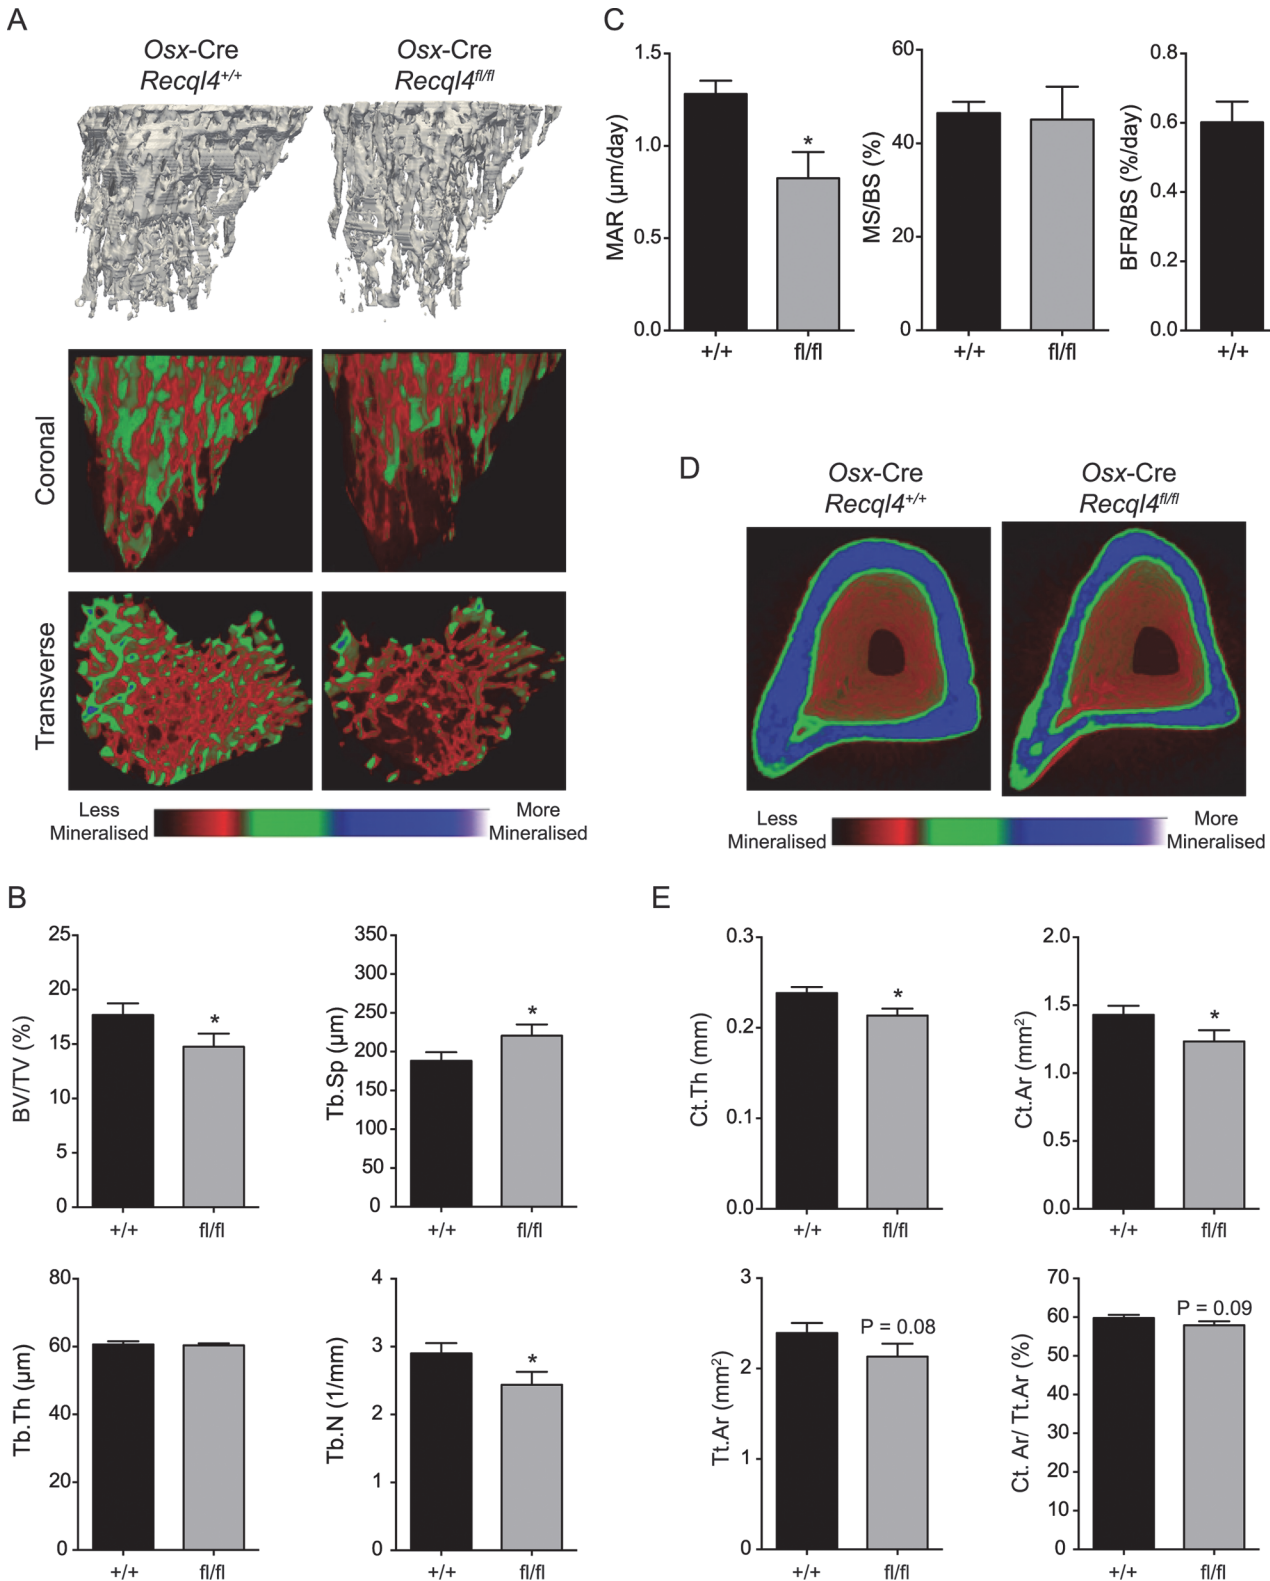 A
Osx-Cre
Recql4+/+
Osx-Cre
Recql4fl/fl
Coronal
Transverse
Less
Mineralised
More
Mineralised
B
BV/TV (%)
25
20
15
10
5
0
*
+/+
fl/fl
Tb.Sp (μm)
350
300
250
200
150
100
50
0
*
+/+
fl/fl
Tb.Th (μm)
80
60
40
20
0
+/+
fl/fl
Tb.N (1/mm)
4
3
2
1
0
*
+/+
fl/fl
C
MAR (μm/day)
1.5
1.0
0.5
0.0
*
+/+
fl/fl
MS/BS (%)
60
40
20
0
+/+
fl/fl
BFR/BS (%/day)
0.8
0.6
0.4
0.2
0.0
+/+
D
Osx-Cre
Recql4+/+
Osx-Cre
Recql4fl/fl
Less
Mineralised
More
Mineralised
E
Ct.Th (mm)
0.3
0.2
0.1
0.0
*
+/+
fl/fl
Ct.Ar (mm²)
2.0
1.5
1.0
0.5
0.0
*
+/+
fl/fl
Tt.Ar (mm²)
3
2
1
0
P = 0.08
+/+
fl/fl
Ct. Ar/ Tt.Ar (%)
70
60
50
40
30
20
10
0
P = 0.09
+/+
fl/fl